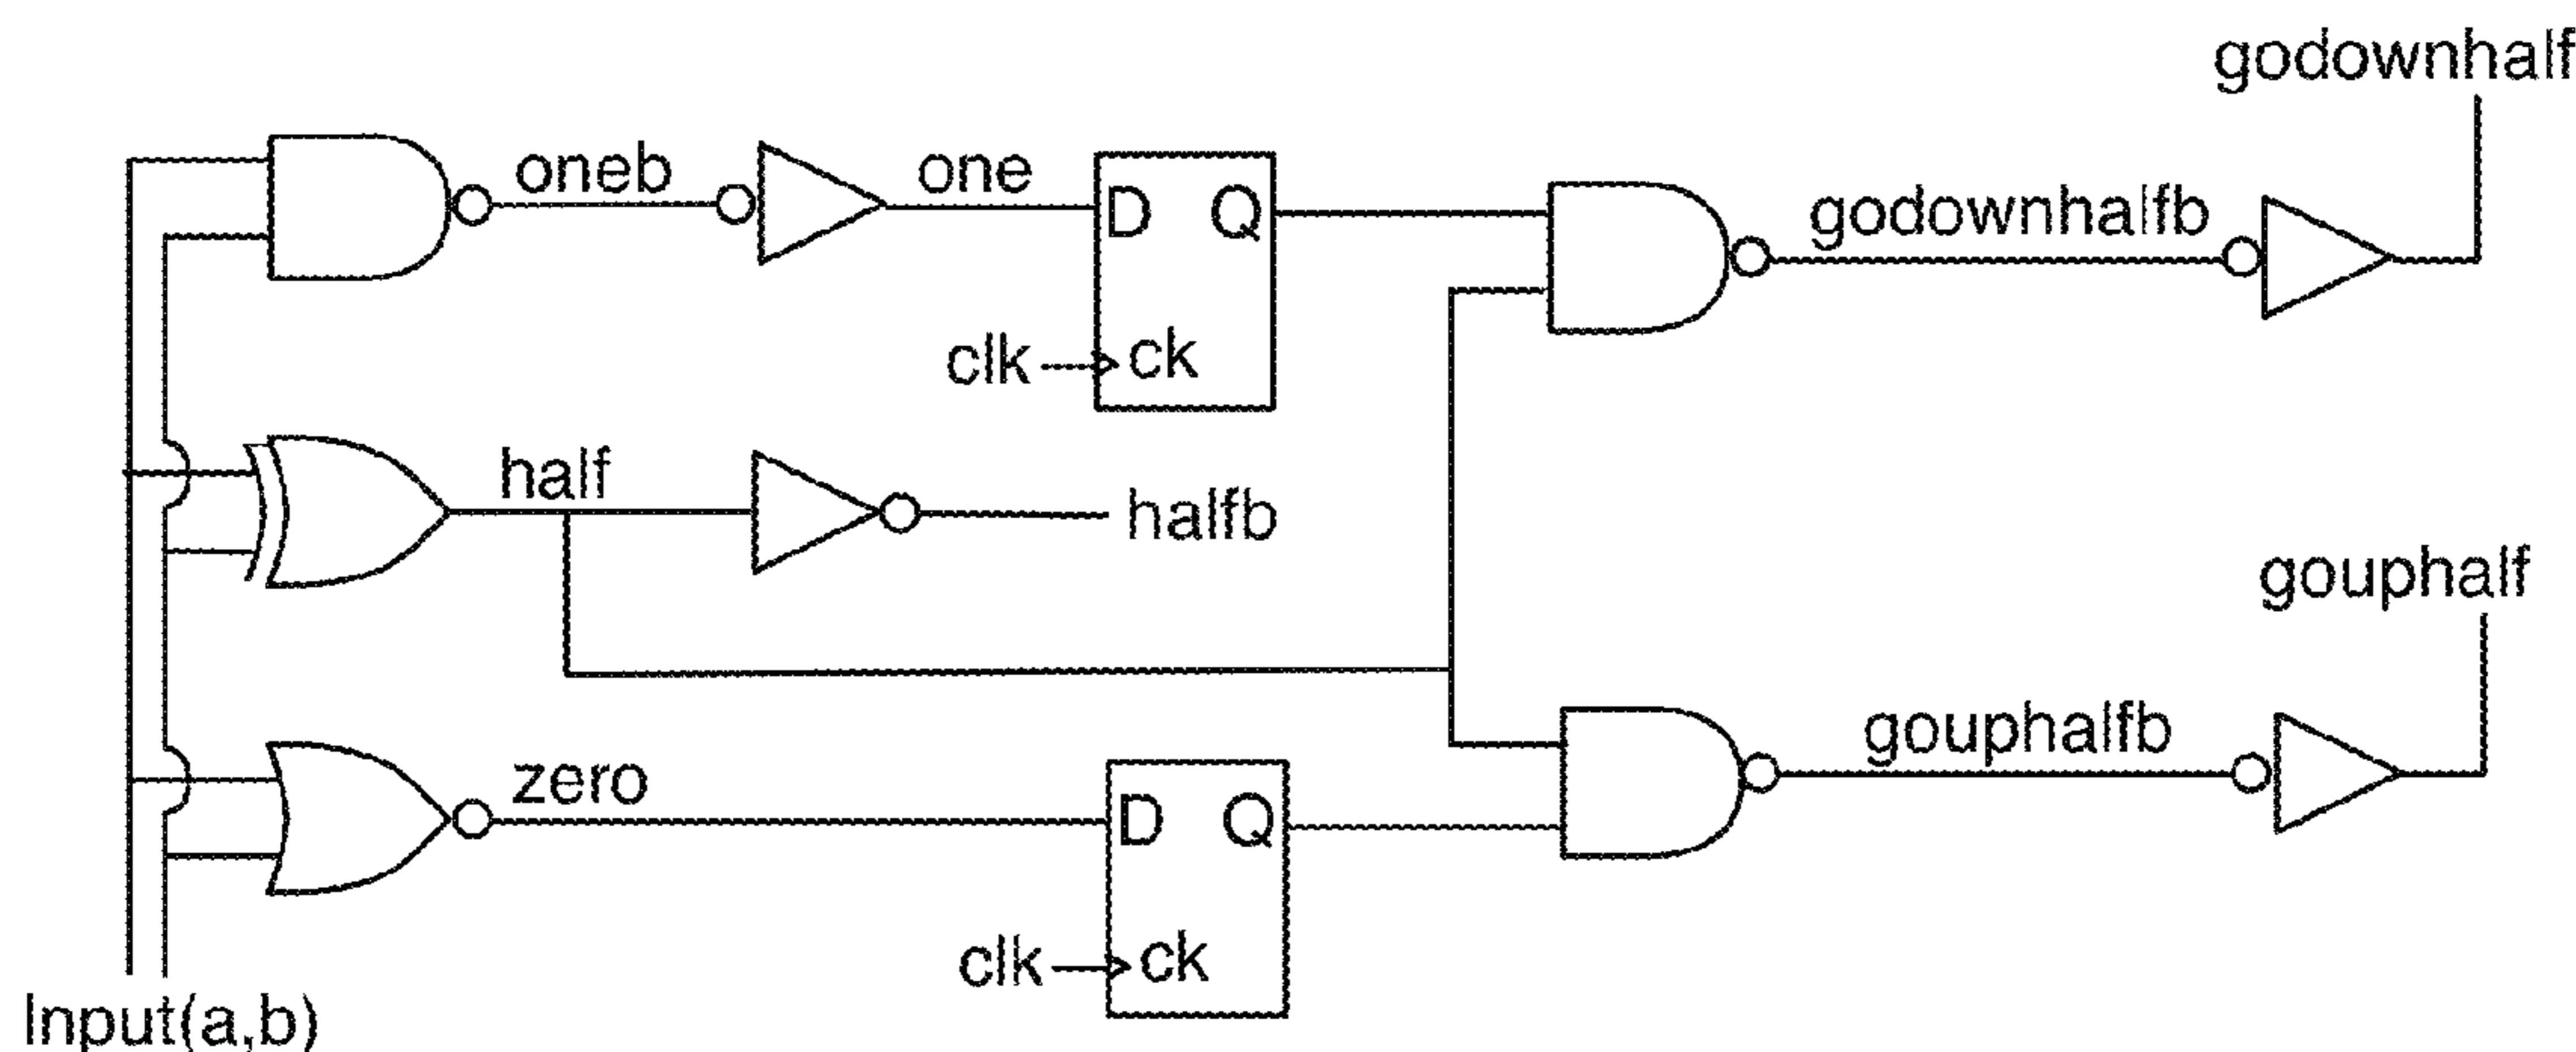 godownhalf
oneb
one
D
Q
godownhalfb
clk
ck
half
halfb
gouphalf
zero
D
Q
gouphalfb
clk
ck
Input(a,b)